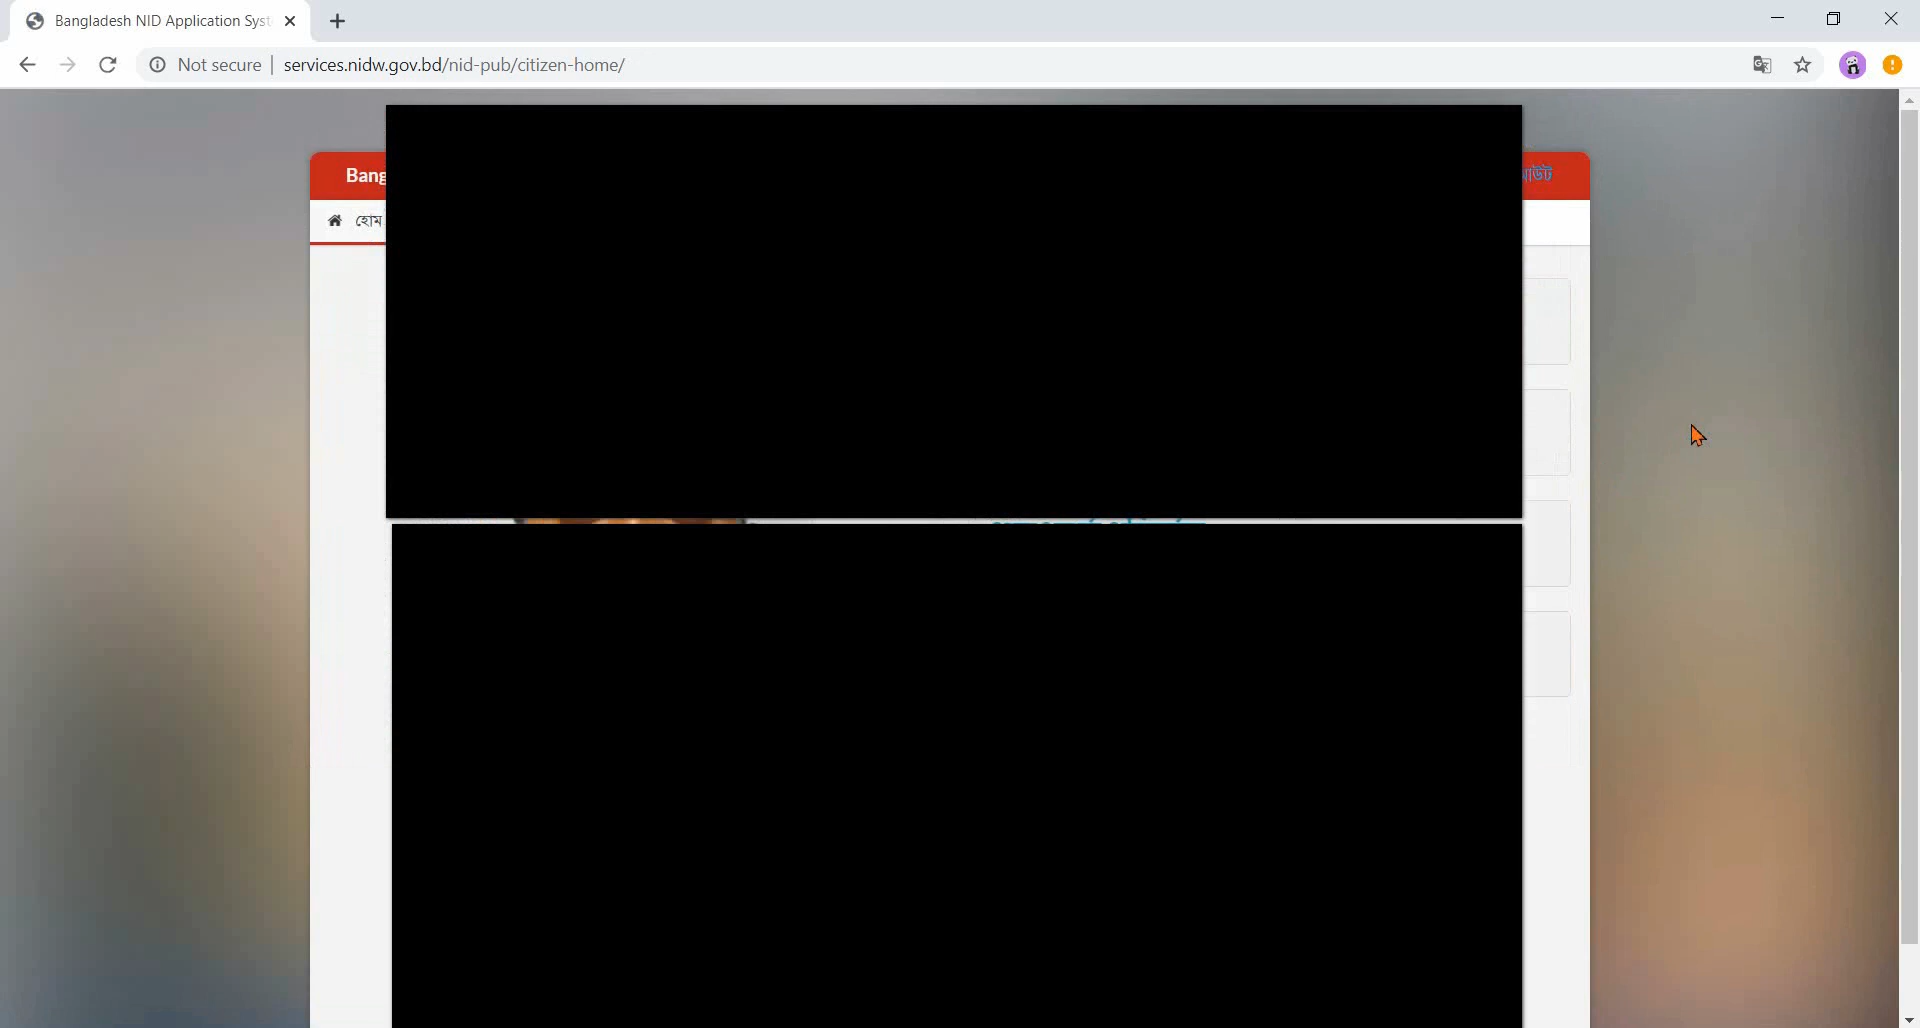 Bangladesh NID Application Syst
Not secure
services.nidw.gov.bd/nid-pub/citizen-home/
Bang
হোম